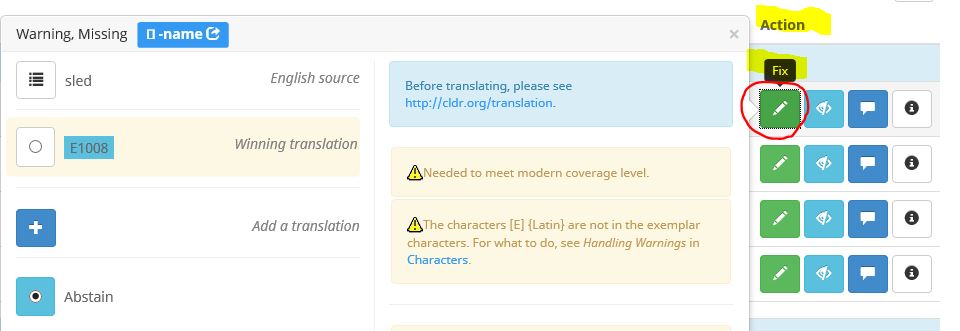 Warning, Missing -name ×
Action
sled English source
E1008 Winning translation
Add a translation
Abstain
Before translating, please see
http://cldr.org/translation.
Needed to meet modern coverage level.
The characters [E] {Latin} are not in the exemplar
characters. For what to do, see Handling Warnings in
Characters.
Fix